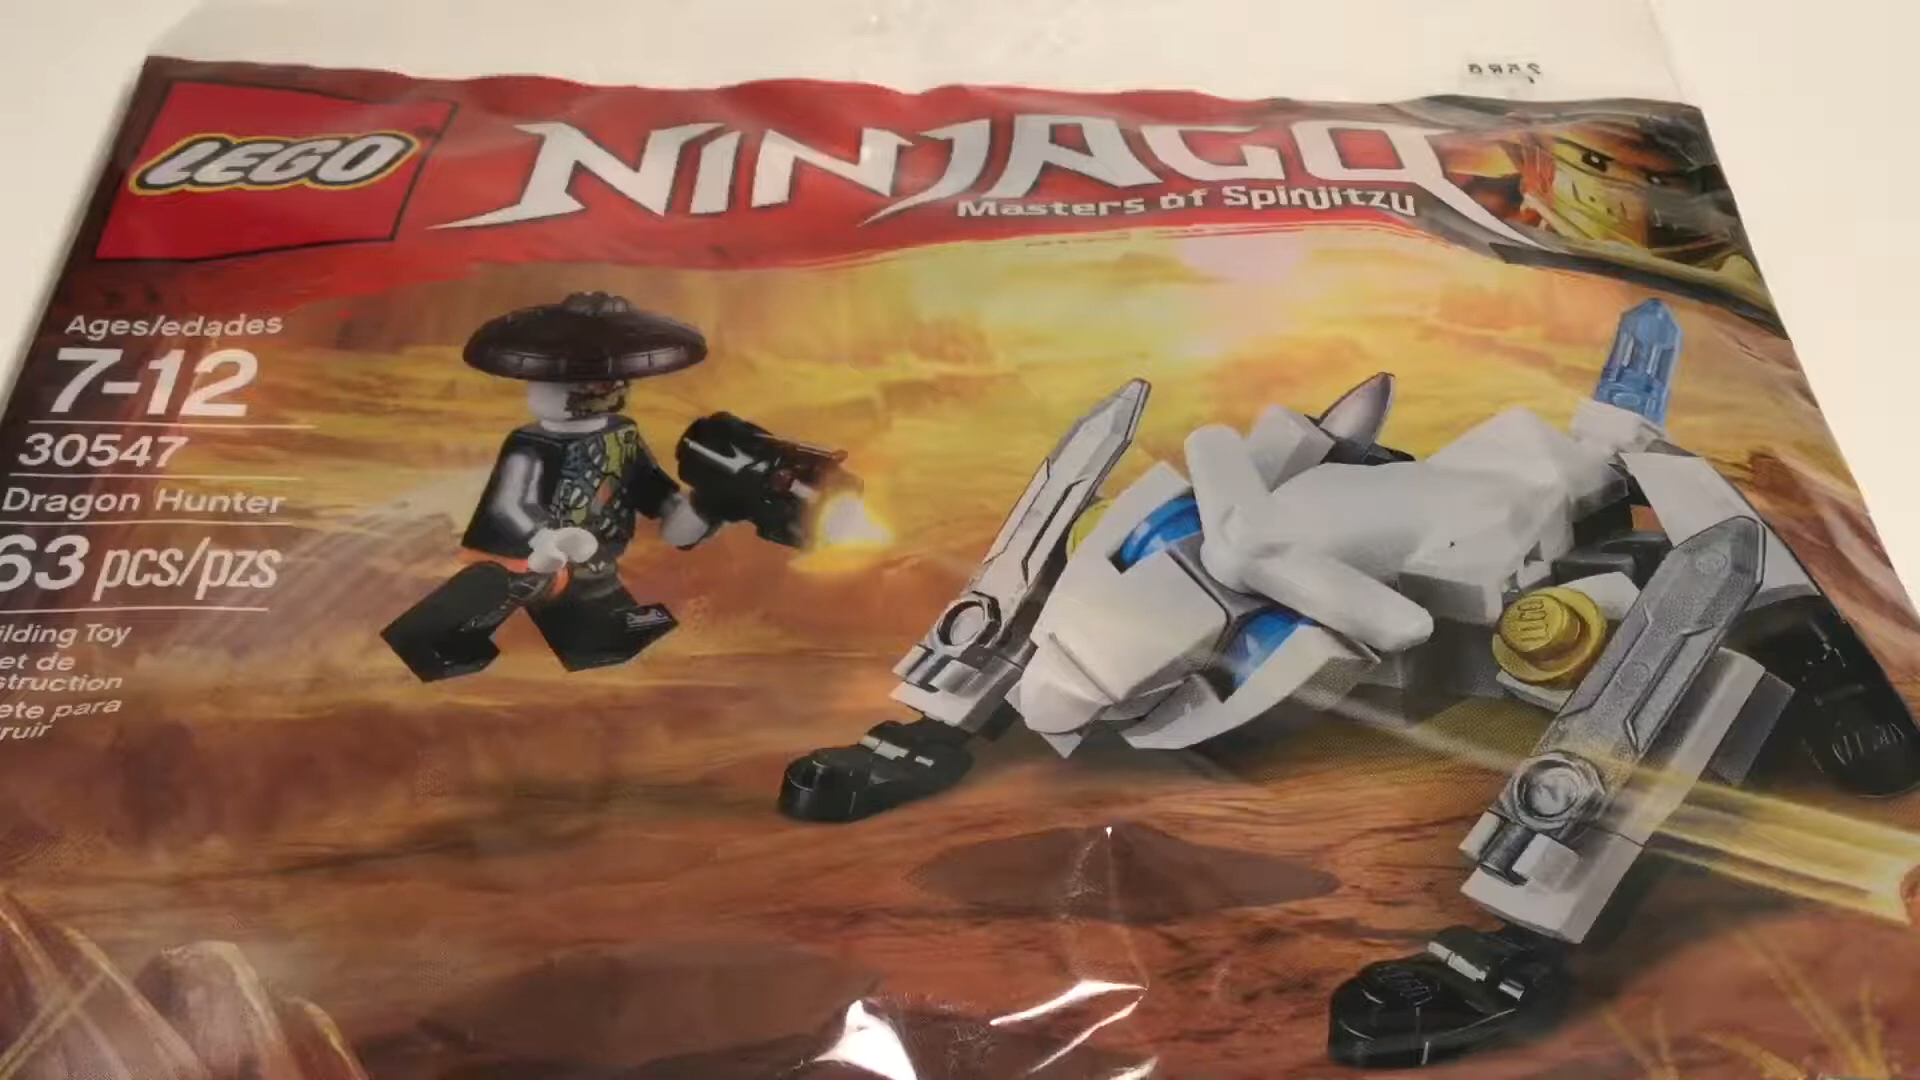 LEGO
NINJAGO
Masters of Spinjitzu
Ages/edades
7-12
30547
Dragon Hunter
63 pcs/pzs
ilding Toy
et de
struction
ete para
ruir
LEGO